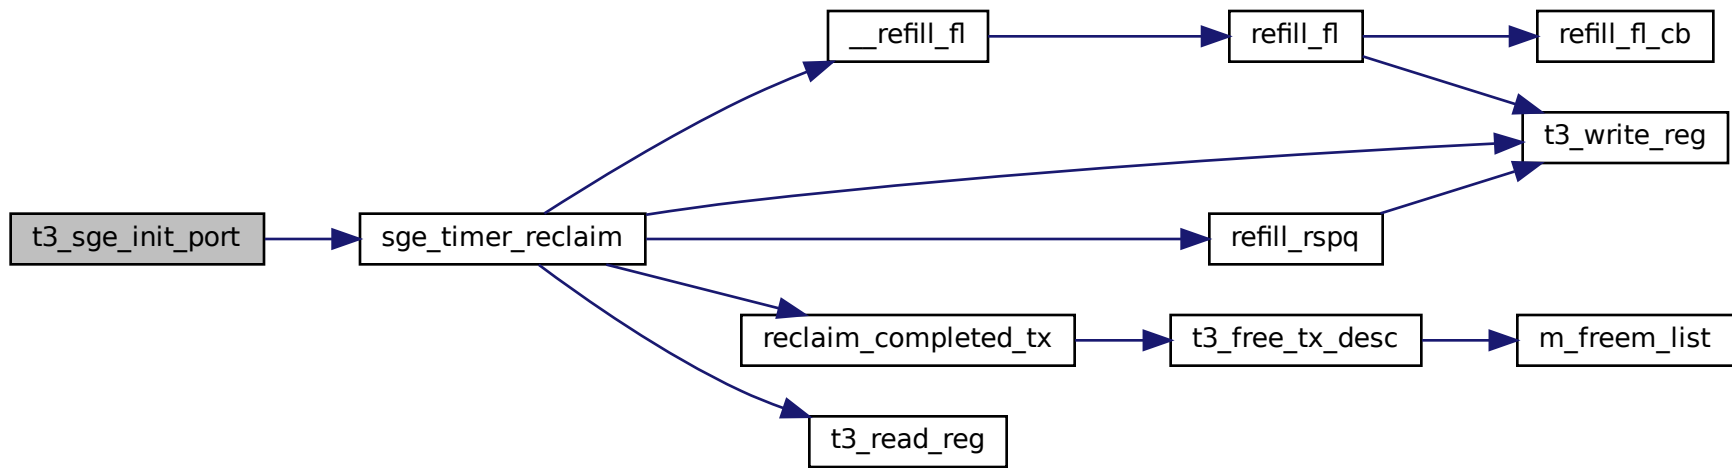 __refill_fl
refill_fl
refill_fl_cb
t3_write_reg
t3_sge_init_port
sge_timer_reclaim
refill_rspq
reclaim_completed_tx
t3_free_tx_desc
m_freem_list
t3_read_reg